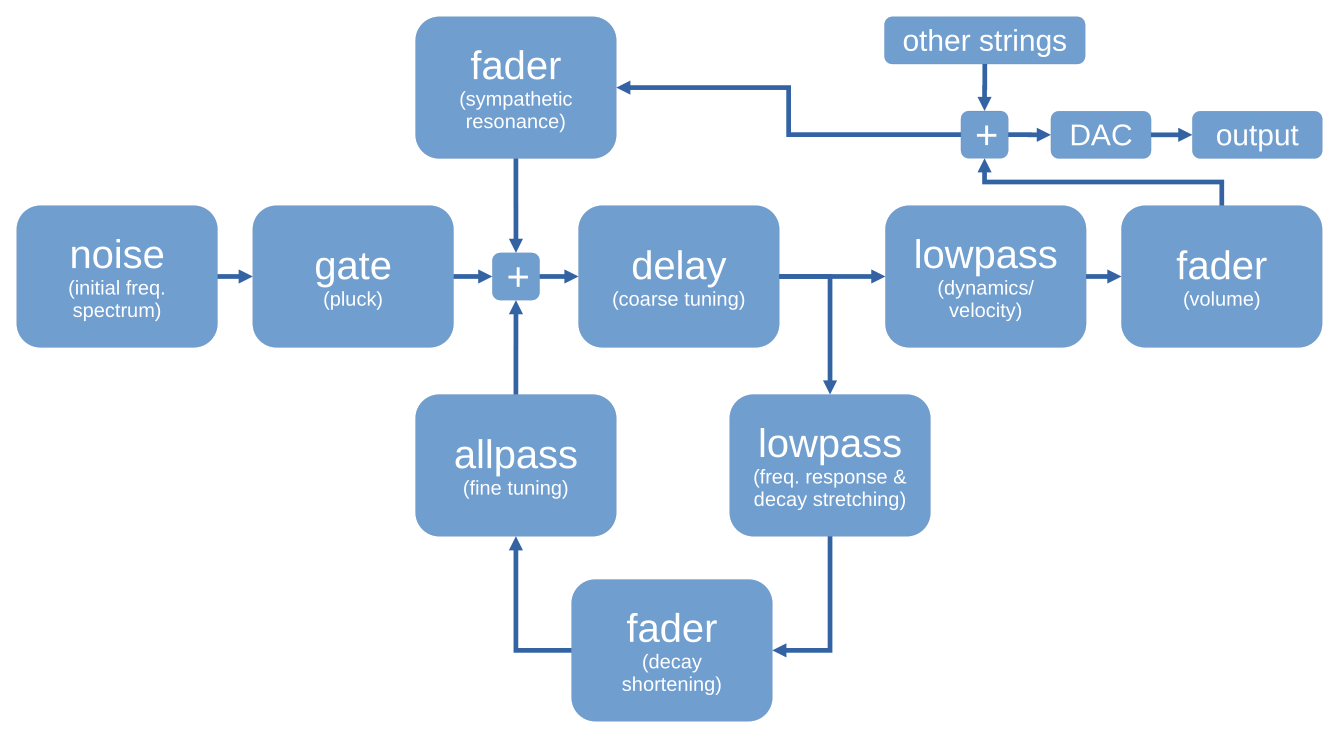 fader
(sympathetic
resonance)
other strings
+
DAC
output
noise
(initial freq.
spectrum)
gate
(pluck)
+
delay
(coarse tuning)
lowpass
(dynamics/
velocity)
fader
(volume)
allpass
(fine tuning)
lowpass
(freq. response &
decay stretching)
fader
(decay
shortening)